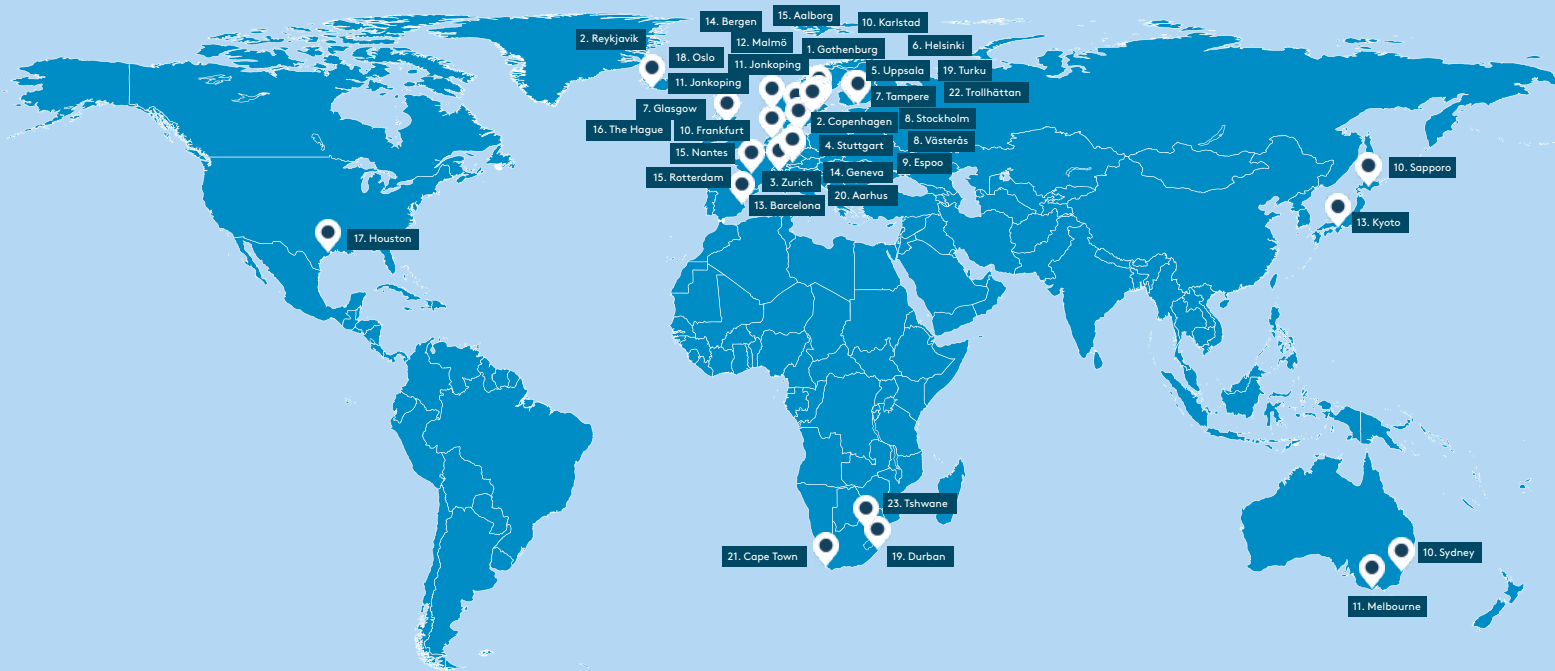 15. Aalborg
14. Bergen
10. Karlstad
2. Reykjavik
12. Malmö
1. Gothenburg
6. Helsinki
18. Oslo
11. Jonkoping
5. Uppsala
19. Turku
11. Jonkoping
7. Tampere
22. Trollhättan
7. Glasgow
2. Copenhagen
8. Stockholm
16. The Hague
10. Frankfurt
8. Västerås
4. Stuttgart
15. Nantes
9. Espoo
14. Geneva
15. Rotterdam
3. Zurich
20. Aarhus
13. Barcelona
10. Sapporo
13. Kyoto
17. Houston
23. Tshwane
21. Cape Town
19. Durban
10. Sydney
11. Melbourne